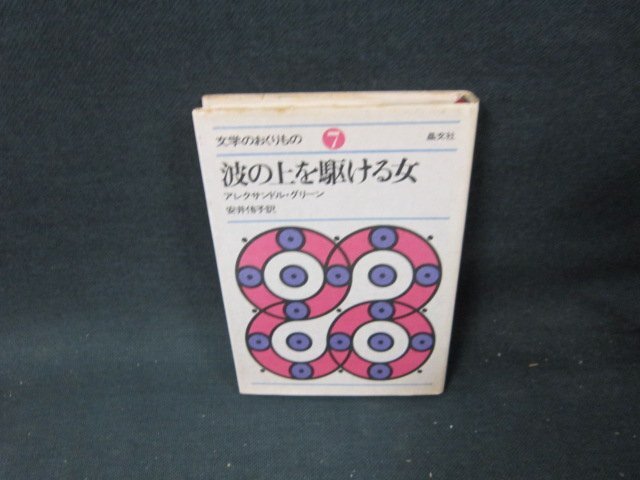 文学のおくりもの 7 晶文社
波の上を駆ける女
アレクサンドル・グリーン
安井侑子訳